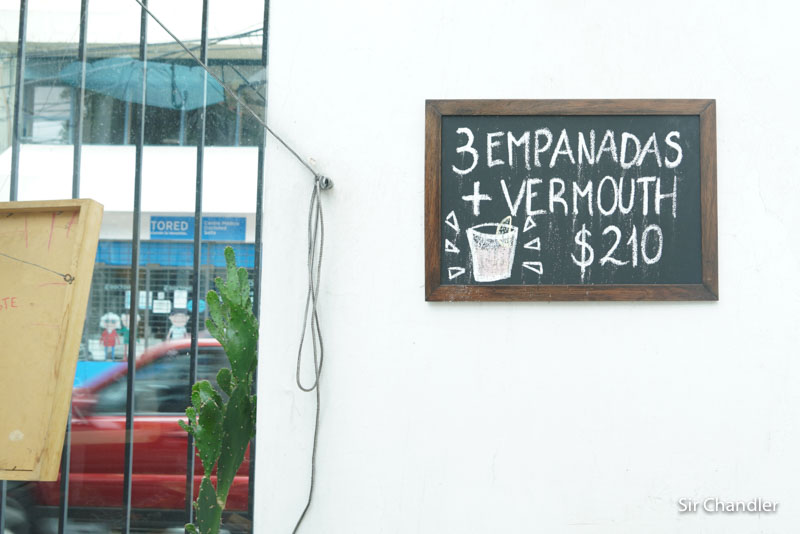 3 EMPANADAS
+ VERMOUTH
$210
TORED
Sir Chandler